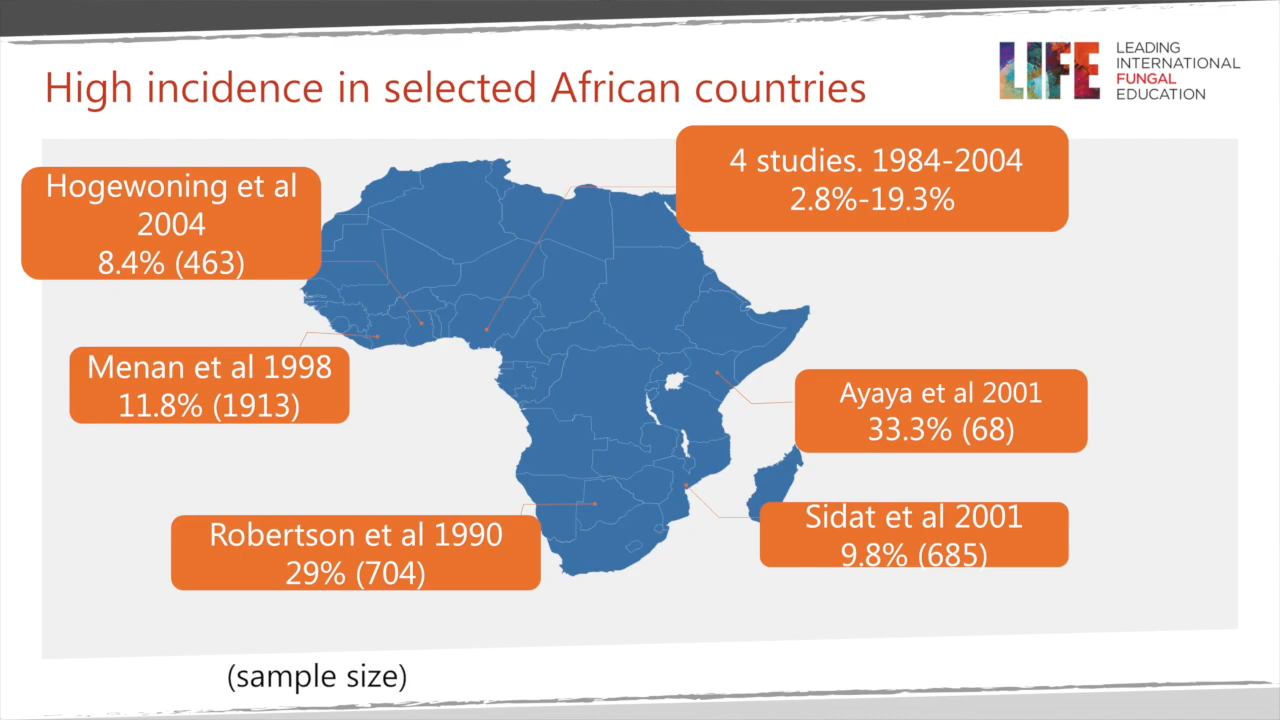 High incidence in selected African countries
LIFE
LEADING
INTERNATIONAL
FUNGAL
EDUCATION
Hogewoning et al
2004
8.4% (463)
4 studies. 1984-2004
2.8%-19.3%
Menan et al 1998
11.8% (1913)
Ayaya et al 2001
33.3% (68)
Robertson et al 1990
29% (704)
Sidat et al 2001
9.8% (685)
(sample size)